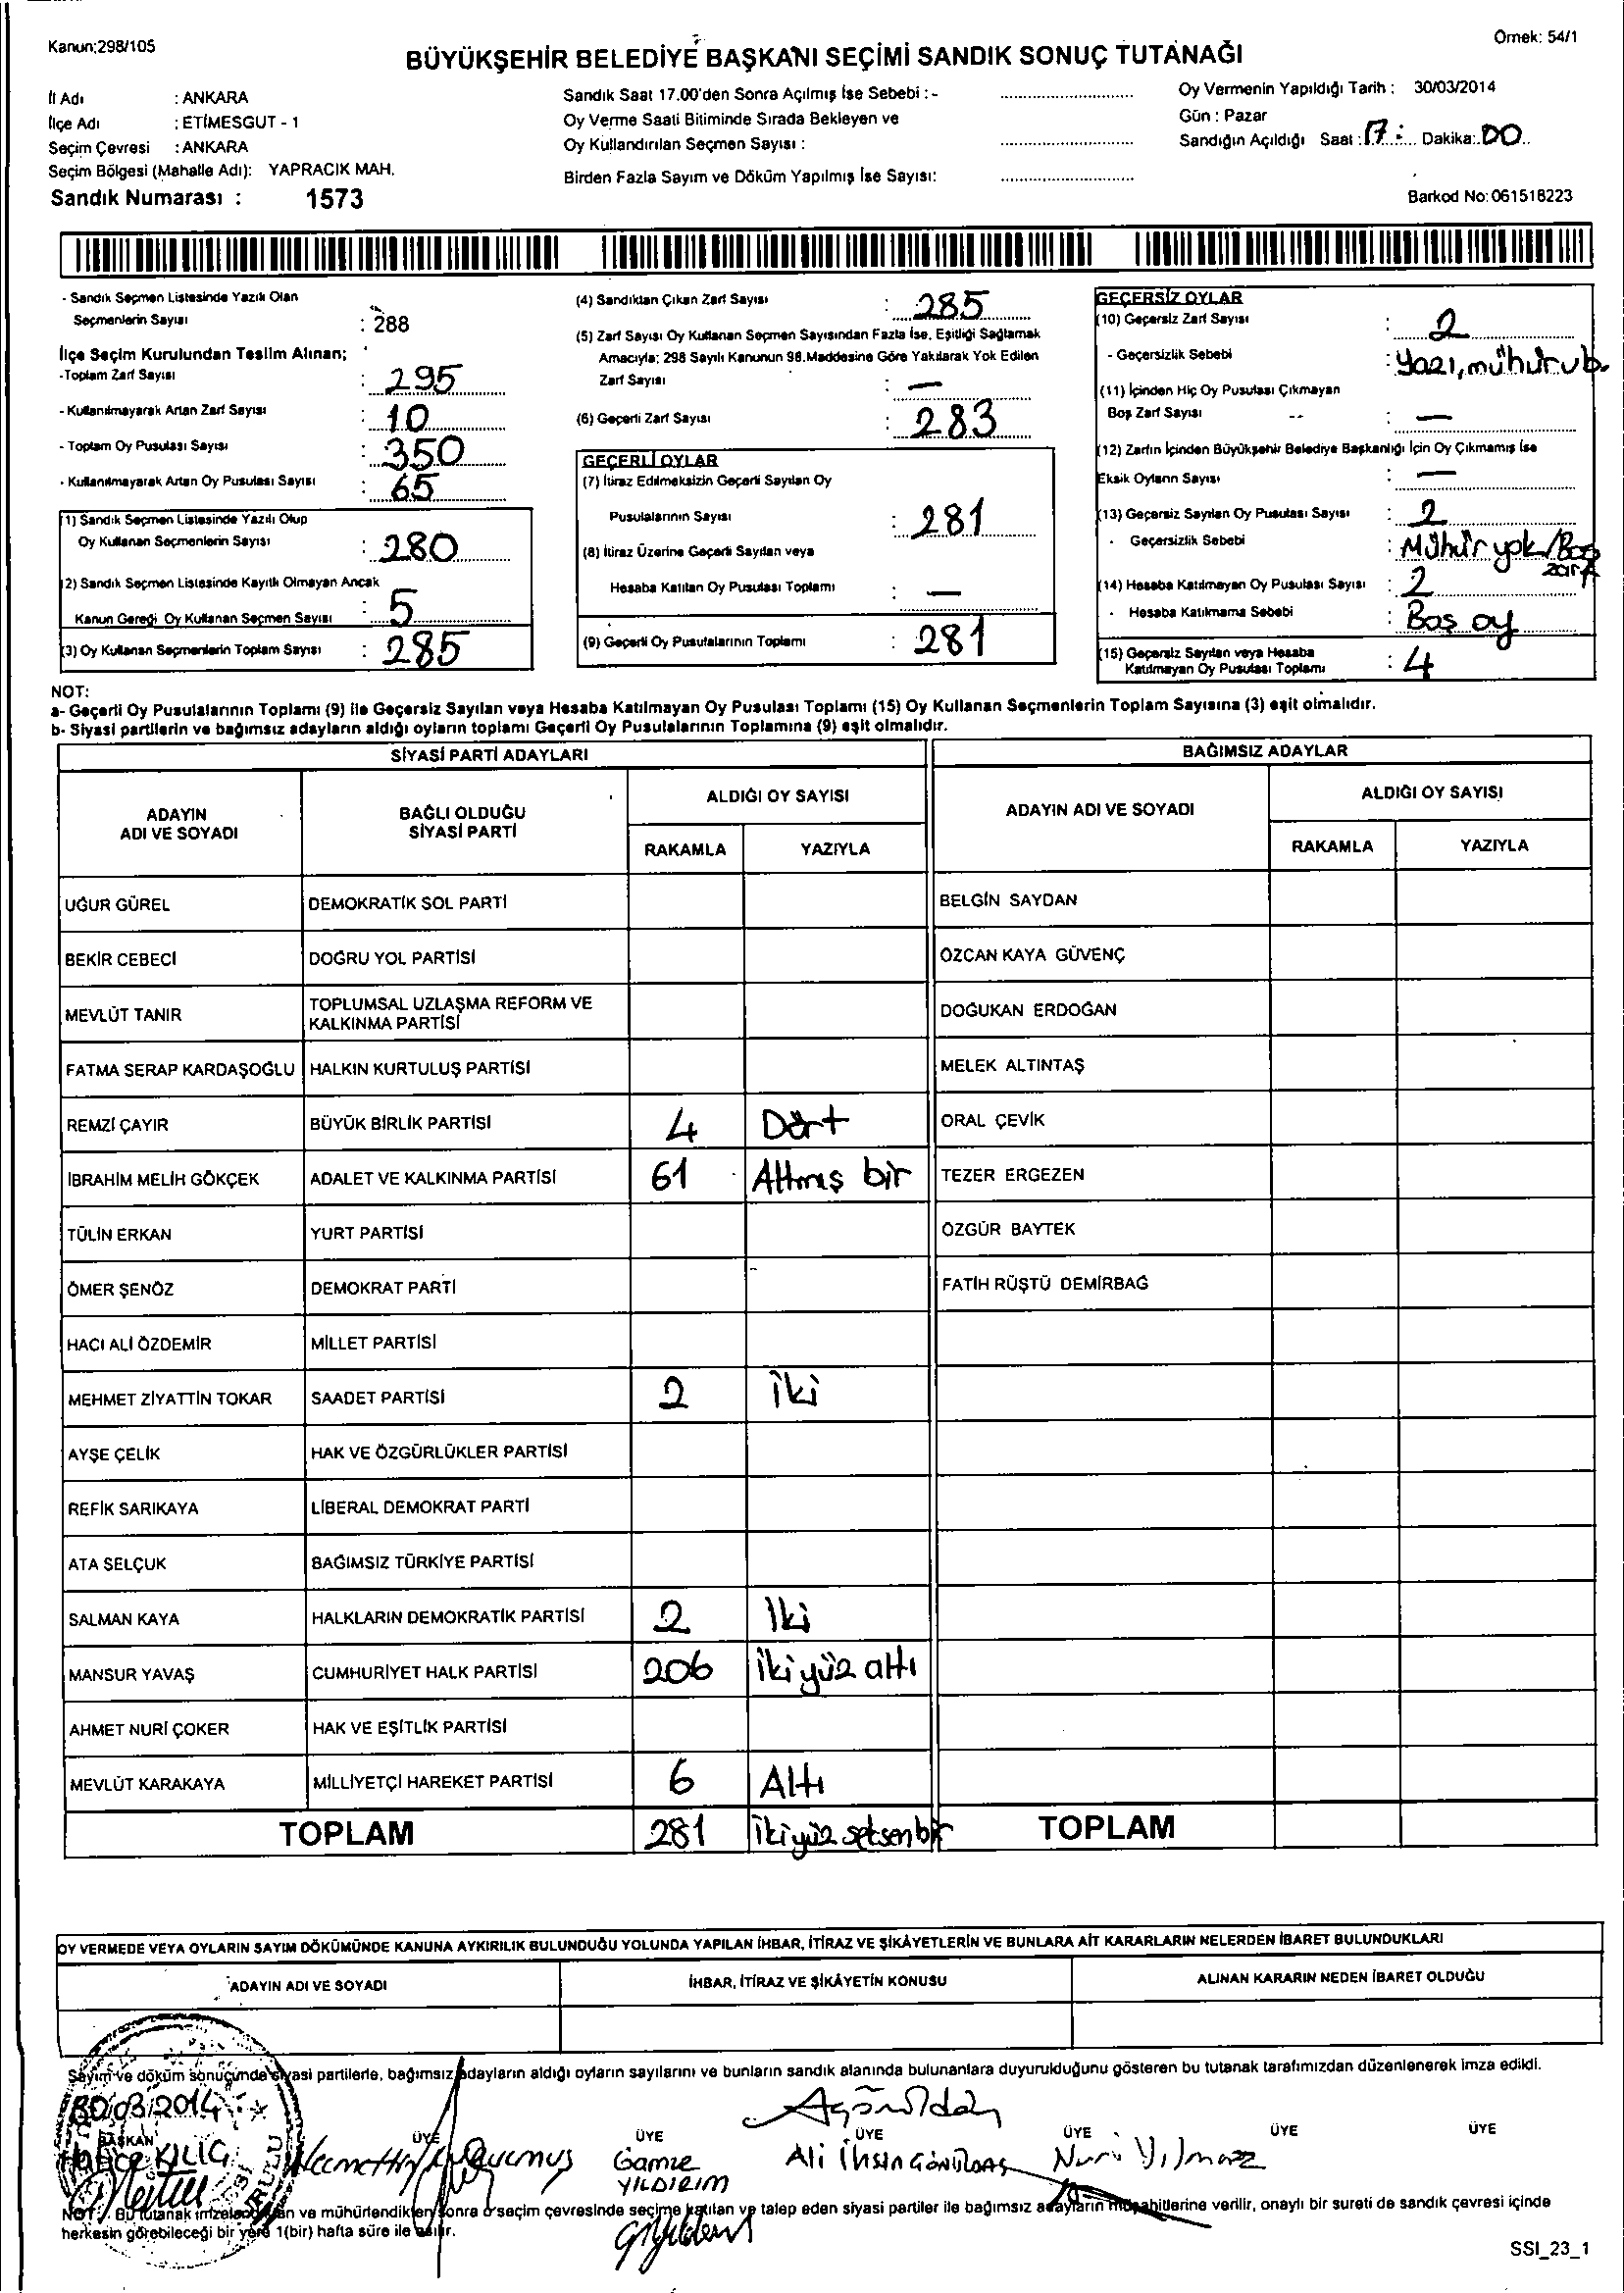 Kanun;298/105
Örnek: 54/1
BÜYÜKŞEHİR BELEDİYE BAŞKANI SEÇİMİ SANDIK SONUÇ TUTANAĞI
İl Adı : ANKARA
İlçe Adı : ETİMESGUT - 1
Seçim Çevresi : ANKARA
Seçim Bölgesi (Mahalle Adı): YAPRACIK MAH.
Sandık Numarası : 1573
Sandık Saat 17.00'den Sonra Açılmış İse Sebebi : -
Oy Verme Saati Bitiminde Sırada Bekleyen ve
Oy Kullandırılan Seçmen Sayısı :
Birden Fazla Sayım ve Döküm Yapılmış İse Sayısı:
Oy Vermenin Yapıldığı Tarih : 30/03/2014
Gün : Pazar
Sandığın Açıldığı Saat : 17 : Dakika: 00
Barkod No: 061518223
- Sandık Seçmen Listesinde Yazılı Olan
Seçmenlerin Sayısı : 288
İlçe Seçim Kurulundan Teslim Alınan;
-Toplam Zarf Sayısı : 295
- Kullanılmayarak Artan Zarf Sayısı : 10
- Toplam Oy Pusulası Sayısı : 350
- Kullanılmayarak Artan Oy Pusulası Sayısı : 65
(1) Sandık Seçmen Listesinde Yazılı Olup
Oy Kullanan Seçmenlerin Sayısı : 280
(2) Sandık Seçmen Listesinde Kayıtlı Olmayan Ancak
Kanun Gereği Oy Kullanan Seçmen Sayısı : 5
(3) Oy Kullanan Seçmenlerin Toplam Sayısı : 285
(4) Sandıktan Çıkan Zarf Sayısı : 285
(5) Zarf Sayısı Oy Kullanan Seçmen Sayısından Fazla İse, Eşitliği Sağlamak
Amacıyla; 298 Sayılı Kanunun 98.Maddesine Göre Yakılarak Yok Edilen
Zarf Sayısı : —
(6) Geçerli Zarf Sayısı : 283
GEÇERLİ OYLAR
(7) İtiraz Edilmeksizin Geçerli Sayılan Oy
Pusulalarının Sayısı : 281
(8) İtiraz Üzerine Geçerli Sayılan veya
Hesaba Katılan Oy Pusulası Toplamı : —
(9) Geçerli Oy Pusulalarının Toplamı : 281
GEÇERSİZ OYLAR
(10) Geçersiz Zarf Sayısı : 2
- Geçersizlik Sebebi : Yazı, mühür ub.
(11) İçinden Hiç Oy Pusulası Çıkmayan
Boş Zarf Sayısı -- : —
(12) Zarfın İçinden Büyükşehir Belediye Başkanlığı İçin Oy Çıkmamış İse
Eksik Oyların Sayısı : —
(13) Geçersiz Sayılan Oy Pusulası Sayısı : 2
- Geçersizlik Sebebi : Mühür yok/Boş
zarf
(14) Hesaba Katılmayan Oy Pusulası Sayısı : 2
- Hesaba Katılmama Sebebi : Boş oy
(15) Geçersiz Sayılan veya Hesaba
Katılmayan Oy Pusulası Toplamı : 4
NOT:
a- Geçerli Oy Pusulalarının Toplamı (9) ile Geçersiz Sayılan veya Hesaba Katılmayan Oy Pusulası Toplamı (15) Oy Kullanan Seçmenlerin Toplam Sayısına (3) eşit olmalıdır.
b- Siyasi partilerin ve bağımsız adayların aldığı oyların toplamı Geçerli Oy Pusulalarının Toplamına (9) eşit olmalıdır.
SİYASİ PARTİ ADAYLARI BAĞIMSIZ ADAYLAR
ADAYIN
ADI VE SOYADI
BAĞLI OLDUĞU
SİYASİ PARTİ
ALDIĞI OY SAYISI
RAKAMLA YAZIYLA
ADAYIN ADI VE SOYADI
ALDIĞI OY SAYISI
RAKAMLA YAZIYLA
UĞUR GÜREL DEMOKRATİK SOL PARTİ BELGİN SAYDAN
BEKİR CEBECİ DOĞRU YOL PARTİSİ ÖZCAN KAYA GÜVENÇ
MEVLÜT TANIR TOPLUMSAL UZLAŞMA REFORM VE
KALKINMA PARTİSİ DOĞUKAN ERDOĞAN
FATMA SERAP KARDAŞOĞLU HALKIN KURTULUŞ PARTİSİ MELEK ALTINTAŞ
REMZİ ÇAYIR BÜYÜK BİRLİK PARTİSİ 4 Dört ORAL ÇEVİK
İBRAHİM MELİH GÖKÇEK ADALET VE KALKINMA PARTİSİ 61 Altmış bir TEZER ERGEZEN
TÜLİN ERKAN YURT PARTİSİ ÖZGÜR BAYTEK
ÖMER ŞENÖZ DEMOKRAT PARTİ FATİH RÜŞTÜ DEMİRBAĞ
HACI ALİ ÖZDEMİR MİLLET PARTİSİ
MEHMET ZİYATTİN TOKAR SAADET PARTİSİ 2 İki
AYŞE ÇELİK HAK VE ÖZGÜRLÜKLER PARTİSİ
REFİK SARIKAYA LİBERAL DEMOKRAT PARTİ
ATA SELÇUK BAĞIMSIZ TÜRKİYE PARTİSİ
SALMAN KAYA HALKLARIN DEMOKRATİK PARTİSİ 2 İki
MANSUR YAVAŞ CUMHURİYET HALK PARTİSİ 206 İkiyüz altı
AHMET NURİ ÇOKER HAK VE EŞİTLİK PARTİSİ
MEVLÜT KARAKAYA MİLLİYETÇİ HAREKET PARTİSİ 6 Altı
TOPLAM 281 İkiyüz seksen bir TOPLAM
OY VERMEDE VEYA OYLARIN SAYIM DÖKÜMÜNDE KANUNA AYKIRILIK BULUNDUĞU YOLUNDA YAPILAN İHBAR, İTİRAZ VE ŞİKÂYETLERİN VE BUNLARA AİT KARARLARIN NELERDEN İBARET BULUNDUKLARI
ADAYIN ADI VE SOYADI İHBAR, İTİRAZ VE ŞİKÂYETİN KONUSU ALINAN KARARIN NEDEN İBARET OLDUĞU
Sayım ve döküm sonucunda siyasi partilerle, bağımsız adayların aldığı oyların sayılarını ve bunların sandık alanında bulunanlara duyurulduğunu gösteren bu tutanak tarafımızdan düzenlenerek imza edildi.
30/03/2014
BAŞKAN ÜYE ÜYE ÜYE ÜYE ÜYE ÜYE
Hatice KILIÇ Gamze Ali İhsan Nuri Yılmaz
YILDIRIM
NOT: Bu tutanak imzalandıktan ve mühürlendikten sonra o seçim çevresinde seçime katılan ve talep eden siyasi partiler ile bağımsız adayların müşahitlerine verilir, onaylı bir sureti de sandık çevresi içinde
herkesin görebileceği bir yere 1(bir) hafta süre ile asılır.
SSI_23_1